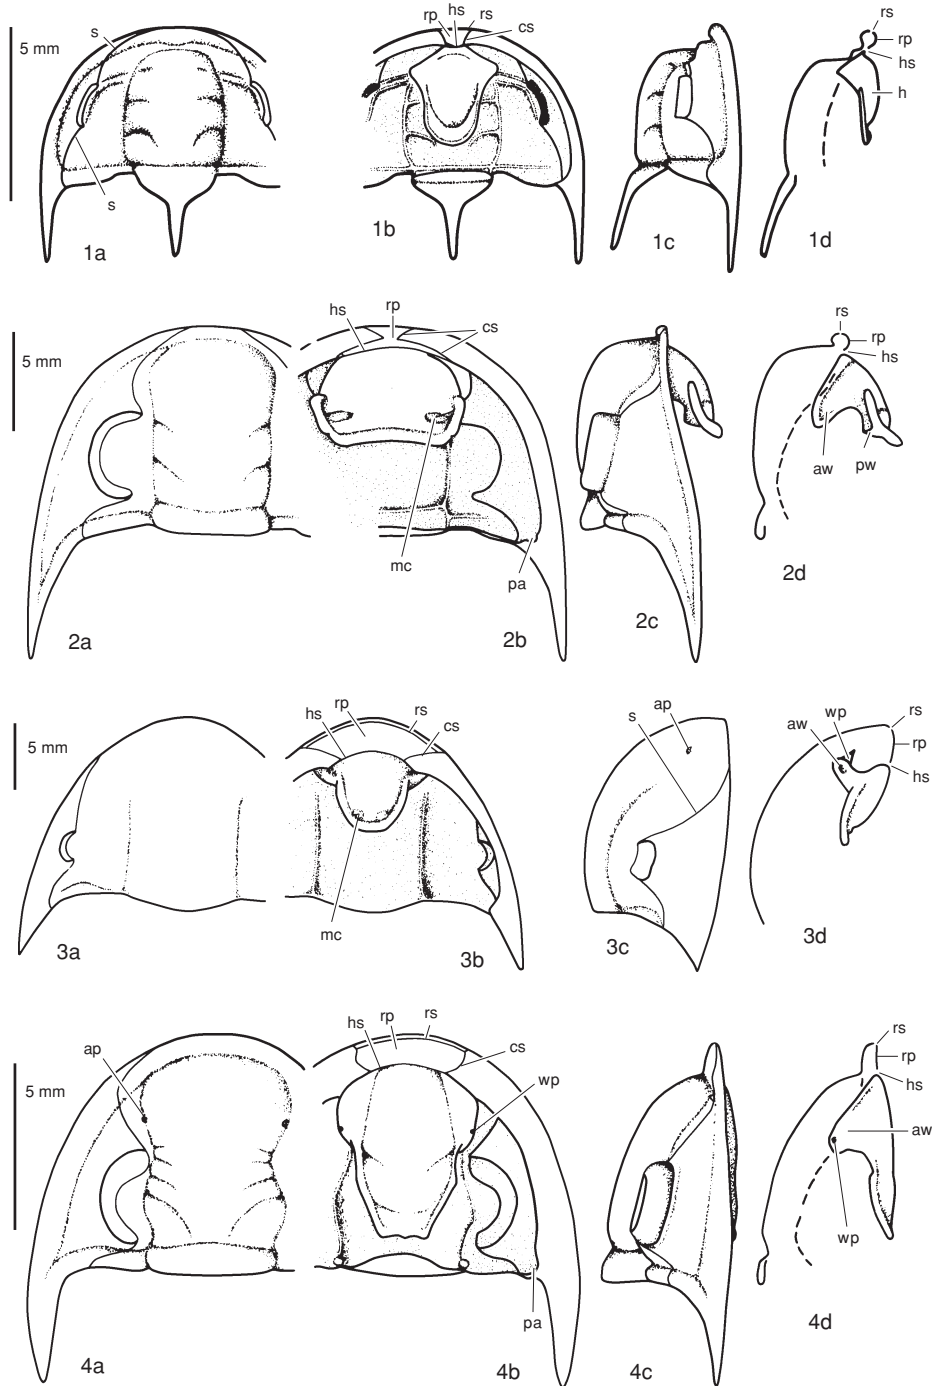 5 mm
s
s
1a
rp hs rs cs
1b
1c
rs
rp
hs
h
1d
5 mm
2a
hs rp cs
mc
pa
2b
2c
rs
rp
hs
aw pw
2d
5 mm
3a
hs rp rs cs
mc
3b
s ap
3c
aw wp rs
rp
hs
3d
5 mm
ap
4a
hs rp rs cs
wp
pa
4b
4c
rs
rp
hs
aw
wp
4d